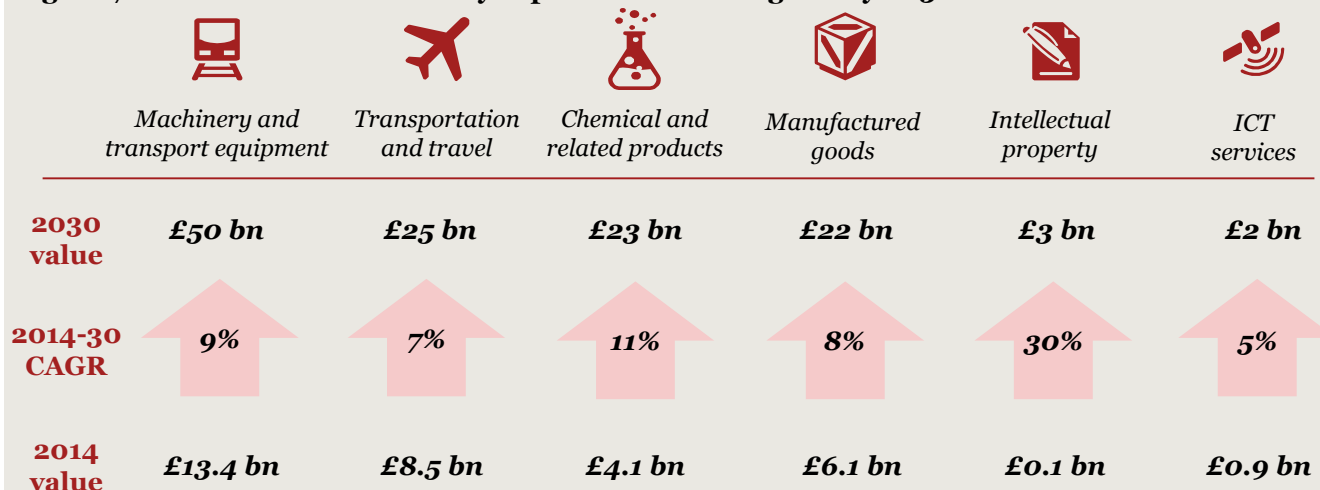 Machinery and
transport equipment
Transportation
and travel
Chemical and
related products
Manufactured
goods
Intellectual
property
ICT
services
2030
value
£50 bn £25 bn £23 bn £22 bn £3 bn £2 bn
2014-30
CAGR
9% 7% 11% 8% 30% 5%
2014
value
£13.4 bn £8.5 bn £4.1 bn £6.1 bn £0.1 bn £0.9 bn